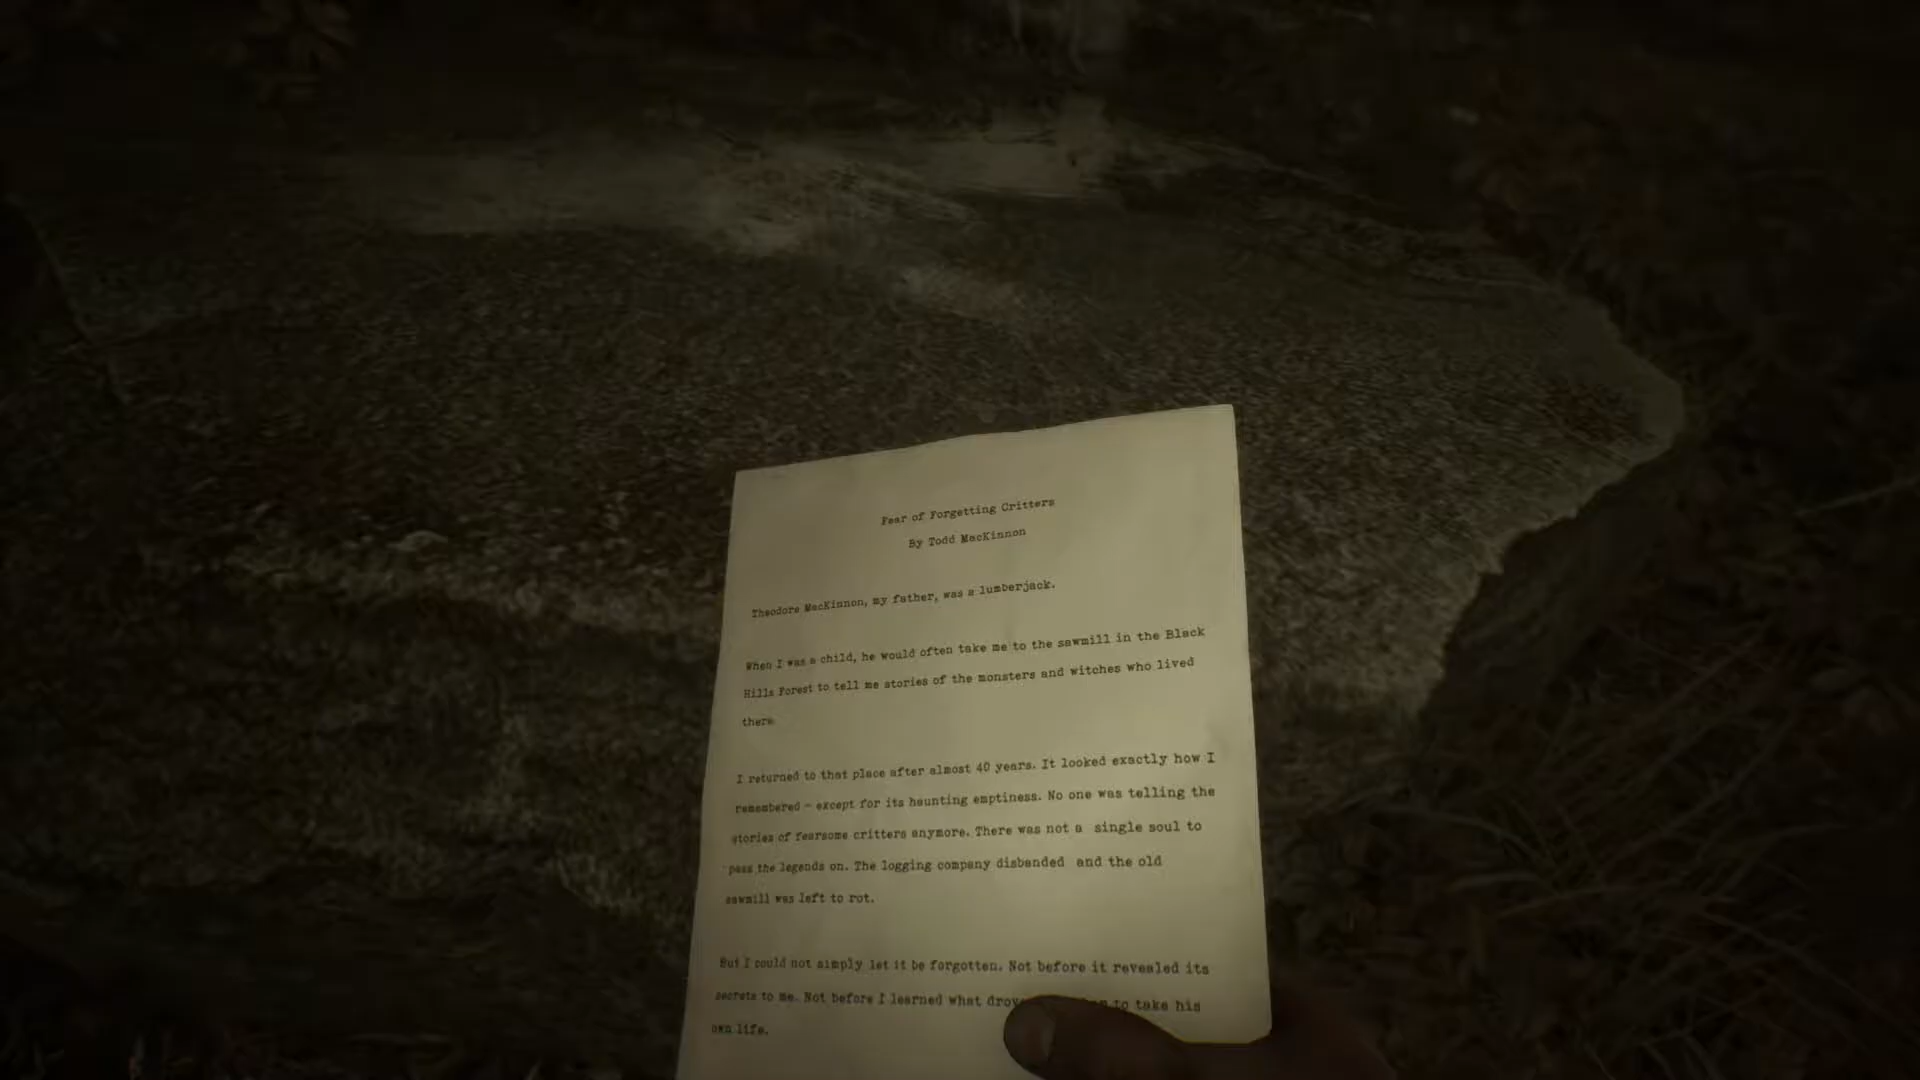 Fear of Forgetting Critters
By Todd MacKinnon
Theodore MacKinnon, my father, was a lumberjack.
When I was a child, he would often take me to the sawmill in the Black
Hills Forest to tell me stories of the monsters and witches who lived
there.
I returned to that place after almost 40 years. It looked exactly how I
remembered - except for its haunting emptiness. No one was telling the
stories of fearsome critters anymore. There was not a single soul to
pass the legends on. The logging company disbanded and the old
sawmill was left to rot.
But I could not simply let it be forgotten. Not before it revealed its
secrets to me. Not before I learned what drove to take his
own life.